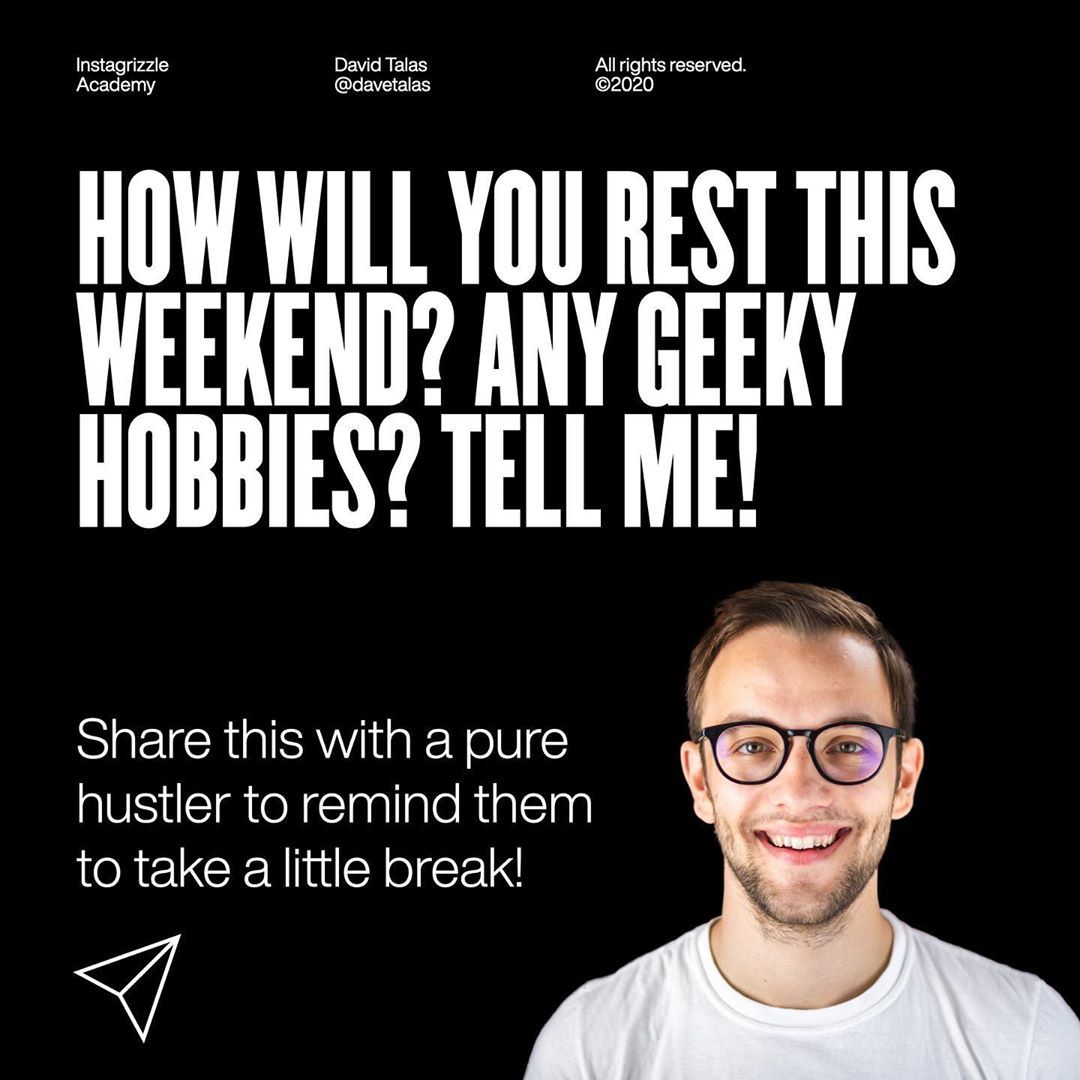 Instagrizzle
Academy
David Talas
@davetalas
All rights reserved.
©2020
HOW WILL YOU REST THIS
WEEKEND? ANY GEEKY
HOBBIES? TELL ME!
Share this with a pure
hustler to remind them
to take a little break!